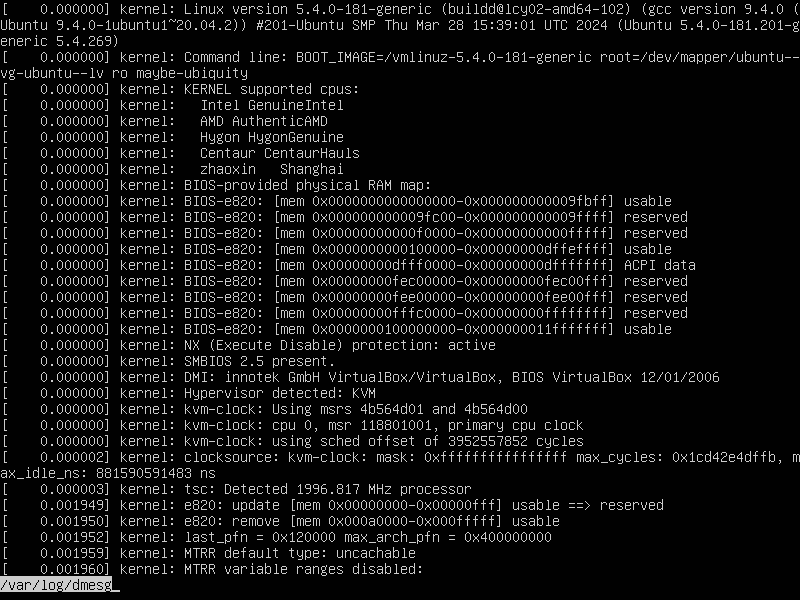 [    0.000000] kernel: Linux version 5.4.0-181-generic (buildd@lcy02-amd64-102) (gcc version 9.4.0 (
Ubuntu 9.4.0-1ubuntu1~20.04.2)) #201-Ubuntu SMP Thu Mar 28 15:39:01 UTC 2024 (Ubuntu 5.4.0-181.201-g
eneric 5.4.269)
[    0.000000] kernel: Command line: BOOT_IMAGE=/vmlinuz-5.4.0-181-generic root=/dev/mapper/ubuntu--
vg-ubuntu--lv ro maybe-ubiquity
[    0.000000] kernel: KERNEL supported cpus:
[    0.000000] kernel:   Intel GenuineIntel
[    0.000000] kernel:   AMD AuthenticAMD
[    0.000000] kernel:   Hygon HygonGenuine
[    0.000000] kernel:   Centaur CentaurHauls
[    0.000000] kernel:   zhaoxin   Shanghai
[    0.000000] kernel: BIOS-provided physical RAM map:
[    0.000000] kernel: BIOS-e820: [mem 0x0000000000000000-0x000000000009fbff] usable
[    0.000000] kernel: BIOS-e820: [mem 0x000000000009fc00-0x000000000009ffff] reserved
[    0.000000] kernel: BIOS-e820: [mem 0x00000000000f0000-0x00000000000fffff] reserved
[    0.000000] kernel: BIOS-e820: [mem 0x0000000000100000-0x00000000dffeffff] usable
[    0.000000] kernel: BIOS-e820: [mem 0x00000000dfff0000-0x00000000dfffffff] ACPI data
[    0.000000] kernel: BIOS-e820: [mem 0x00000000fec00000-0x00000000fec00fff] reserved
[    0.000000] kernel: BIOS-e820: [mem 0x00000000fee00000-0x00000000fee00fff] reserved
[    0.000000] kernel: BIOS-e820: [mem 0x00000000fffc0000-0x00000000ffffffff] reserved
[    0.000000] kernel: BIOS-e820: [mem 0x0000000100000000-0x000000011fffffff] usable
[    0.000000] kernel: NX (Execute Disable) protection: active
[    0.000000] kernel: SMBIOS 2.5 present.
[    0.000000] kernel: DMI: innotek GmbH VirtualBox/VirtualBox, BIOS VirtualBox 12/01/2006
[    0.000000] kernel: Hypervisor detected: KVM
[    0.000000] kernel: kvm-clock: Using msrs 4b564d01 and 4b564d00
[    0.000000] kernel: kvm-clock: cpu 0, msr 118801001, primary cpu clock
[    0.000000] kernel: kvm-clock: using sched offset of 3952557852 cycles
[    0.000002] kernel: clocksource: kvm-clock: mask: 0xffffffffffffffff max_cycles: 0x1cd42e4dffb, m
ax_idle_ns: 881590591483 ns
[    0.000003] kernel: tsc: Detected 1996.817 MHz processor
[    0.001949] kernel: e820: update [mem 0x00000000-0x00000fff] usable ==> reserved
[    0.001950] kernel: e820: remove [mem 0x000a0000-0x000fffff] usable
[    0.001952] kernel: last_pfn = 0x120000 max_arch_pfn = 0x400000000
[    0.001959] kernel: MTRR default type: uncachable
[    0.001960] kernel: MTRR variable ranges disabled:
/var/log/dmesg